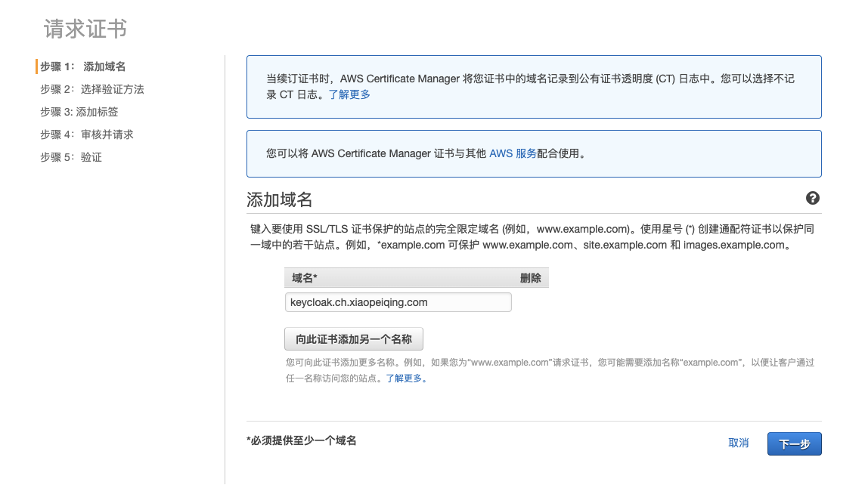 请求证书
步骤 1： 添加域名
步骤 2：选择验证方法
步骤 3: 添加标签
步骤 4：审核并请求
步骤 5：验证
当续订证书时，AWS Certificate Manager 将您证书中的域名记录到公有证书透明度 (CT) 日志中。您可以选择不记
录 CT 日志。了解更多
您可以将 AWS Certificate Manager 证书与其他 AWS 服务配合使用。
添加域名
键入要使用 SSL/TLS 证书保护的站点的完全限定域名 (例如，www.example.com)。使用星号 (*) 创建通配符证书以保护同
一域中的若干站点。例如，*example.com 可保护 www.example.com、site.example.com 和 images.example.com。
域名* 删除
keycloak.ch.xiaopeiqing.com
向此证书添加另一个名称
您可向此证书添加更多名称。例如，如果您为“www.example.com”请求证书，您可能需要添加名称“example.com”，以便让客户通过
任一名称访问您的站点。了解更多。
*必须提供至少一个域名
取消 下一步